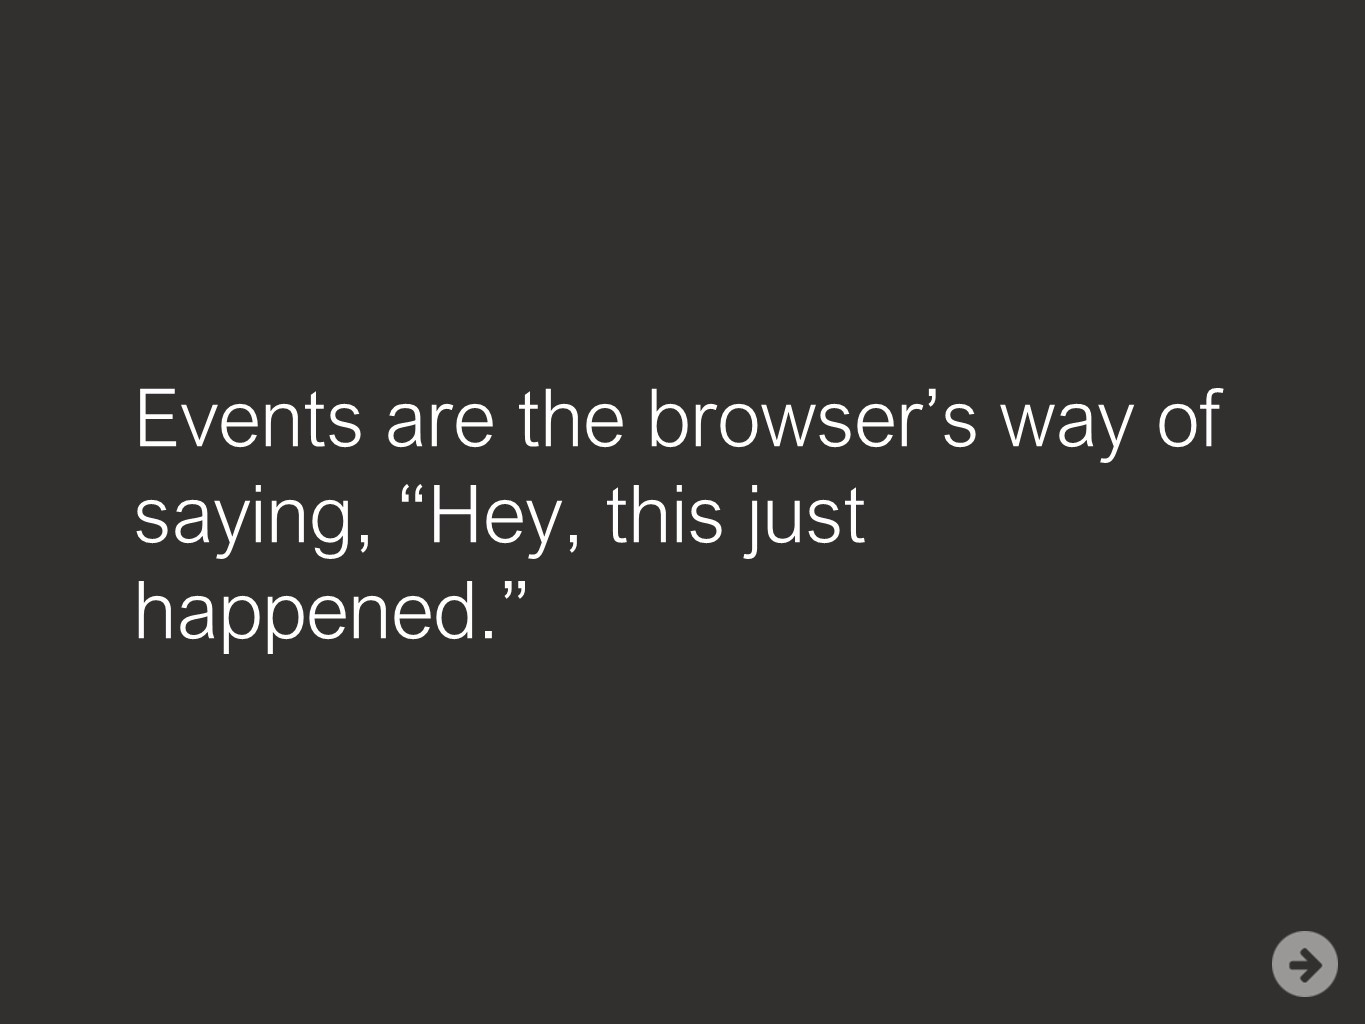 Events are the browser’s way of
saying, “Hey, this just
happened.”